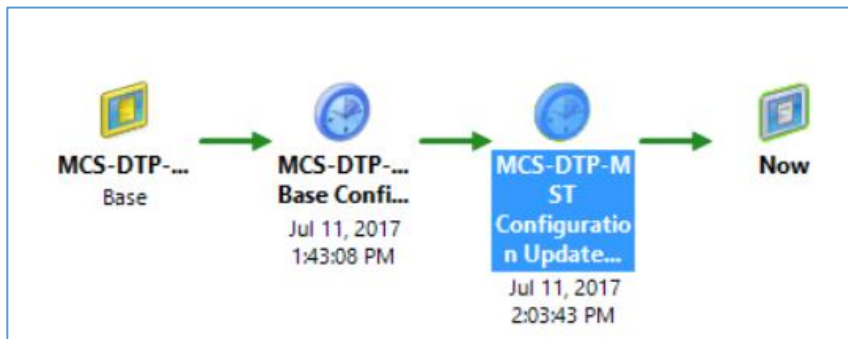 MCS-DTP-...
Base
MCS-DTP-...
Base Confi...
Jul 11, 2017
1:43:08 PM
MCS-DTP-M
ST
Configuratio
n Update...
Jul 11, 2017
2:03:43 PM
Now